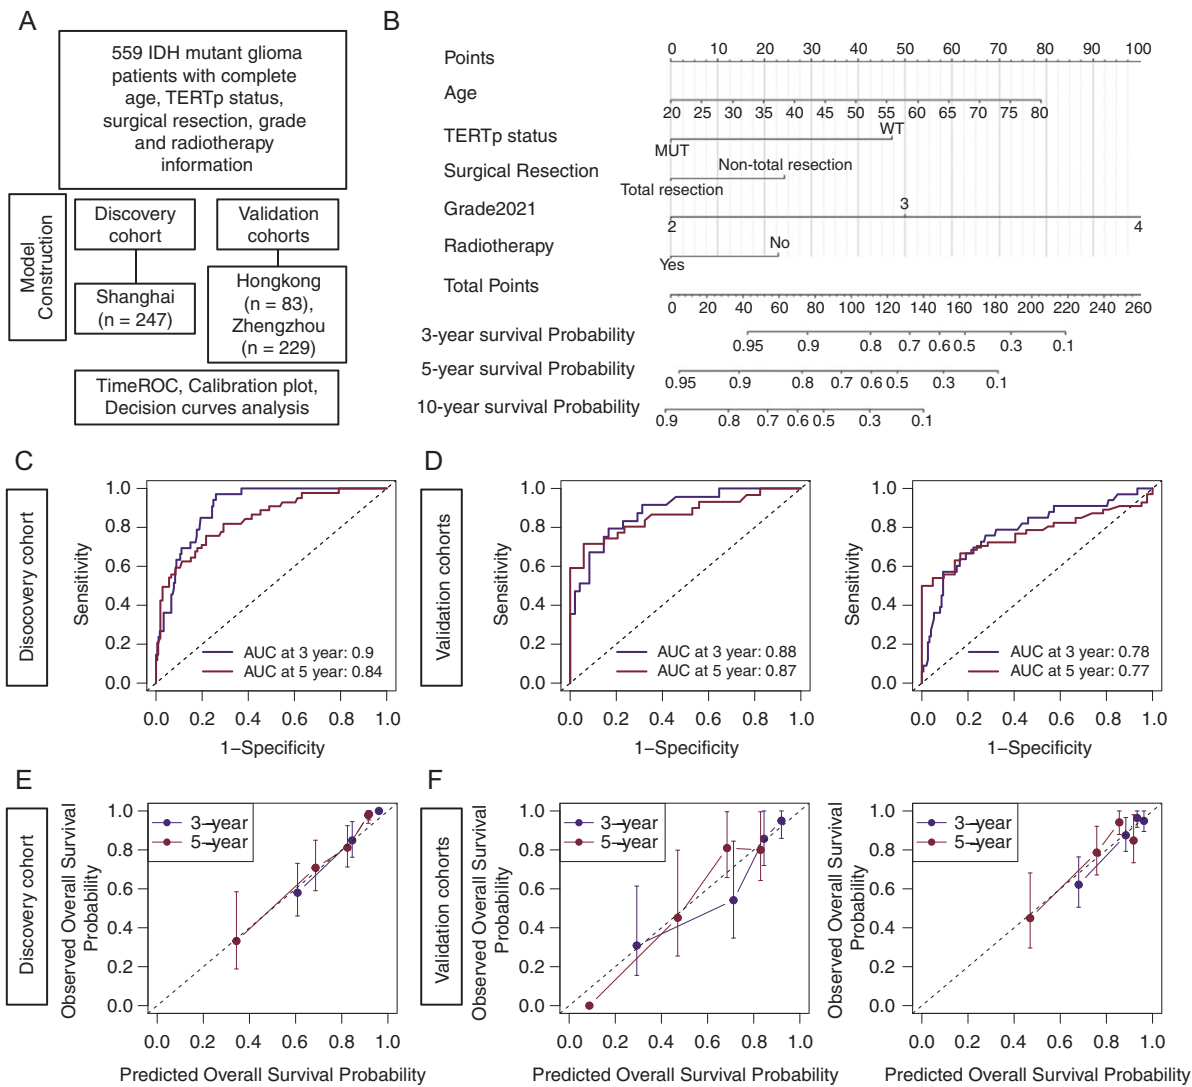 A
559 IDH mutant glioma
patients with complete
age, TERTp status,
surgical resection, grade
and radiotherapy
information
Model
Construction
Discovery
cohort
Validation
cohorts
Shanghai
(n = 247)
Hongkong
(n = 83),
Zhengzhou
(n = 229)
TimeROC, Calibration plot,
Decision curves analysis
B
Points
0 10 20 30 40 50 60 70 80 90 100
Age
20 25 30 35 40 45 50 55 60 65 70 75 80
TERTp status
WT
MUT
Surgical Resection
Non-total resection
Total resection
Grade2021
3
2 4
Radiotherapy
No
Yes
Total Points
0 20 40 60 80 100 120 140 160 180 200 220 240 260
3-year survival Probability
0.95 0.9 0.8 0.7 0.6 0.5 0.3 0.1
5-year survival Probability
0.95 0.9 0.8 0.7 0.6 0.5 0.3 0.1
10-year survival Probability
0.9 0.8 0.7 0.6 0.5 0.3 0.1
C
Disocovery cohort
Sensitivity
1.0
0.8
0.6
0.4
0.2
0.0
AUC at 3 year: 0.9
AUC at 5 year: 0.84
0.0 0.2 0.4 0.6 0.8 1.0
1–Specificity
D
Validation cohorts
Sensitivity
1.0
0.8
0.6
0.4
0.2
0.0
AUC at 3 year: 0.88
AUC at 5 year: 0.87
0.0 0.2 0.4 0.6 0.8 1.0
1–Specificity
Sensitivity
1.0
0.8
0.6
0.4
0.2
0.0
AUC at 3 year: 0.78
AUC at 5 year: 0.77
0.0 0.2 0.4 0.6 0.8 1.0
1–Specificity
E
Discovery cohort
Observed Overall Survival
Probability
1.0
0.8
0.6
0.4
0.2
0.0
3–year
5–year
0.0 0.2 0.4 0.6 0.8 1.0
Predicted Overall Survival Probability
F
Validation cohorts
Observed Overall Survival
Probability
1.0
0.8
0.6
0.4
0.2
0.0
3–year
5–year
0.0 0.2 0.4 0.6 0.8 1.0
Predicted Overall Survival Probability
Observed Overall Survival
Probability
1.0
0.8
0.6
0.4
0.2
0.0
3–year
5–year
0.0 0.2 0.4 0.6 0.8 1.0
Predicted Overall Survival Probability